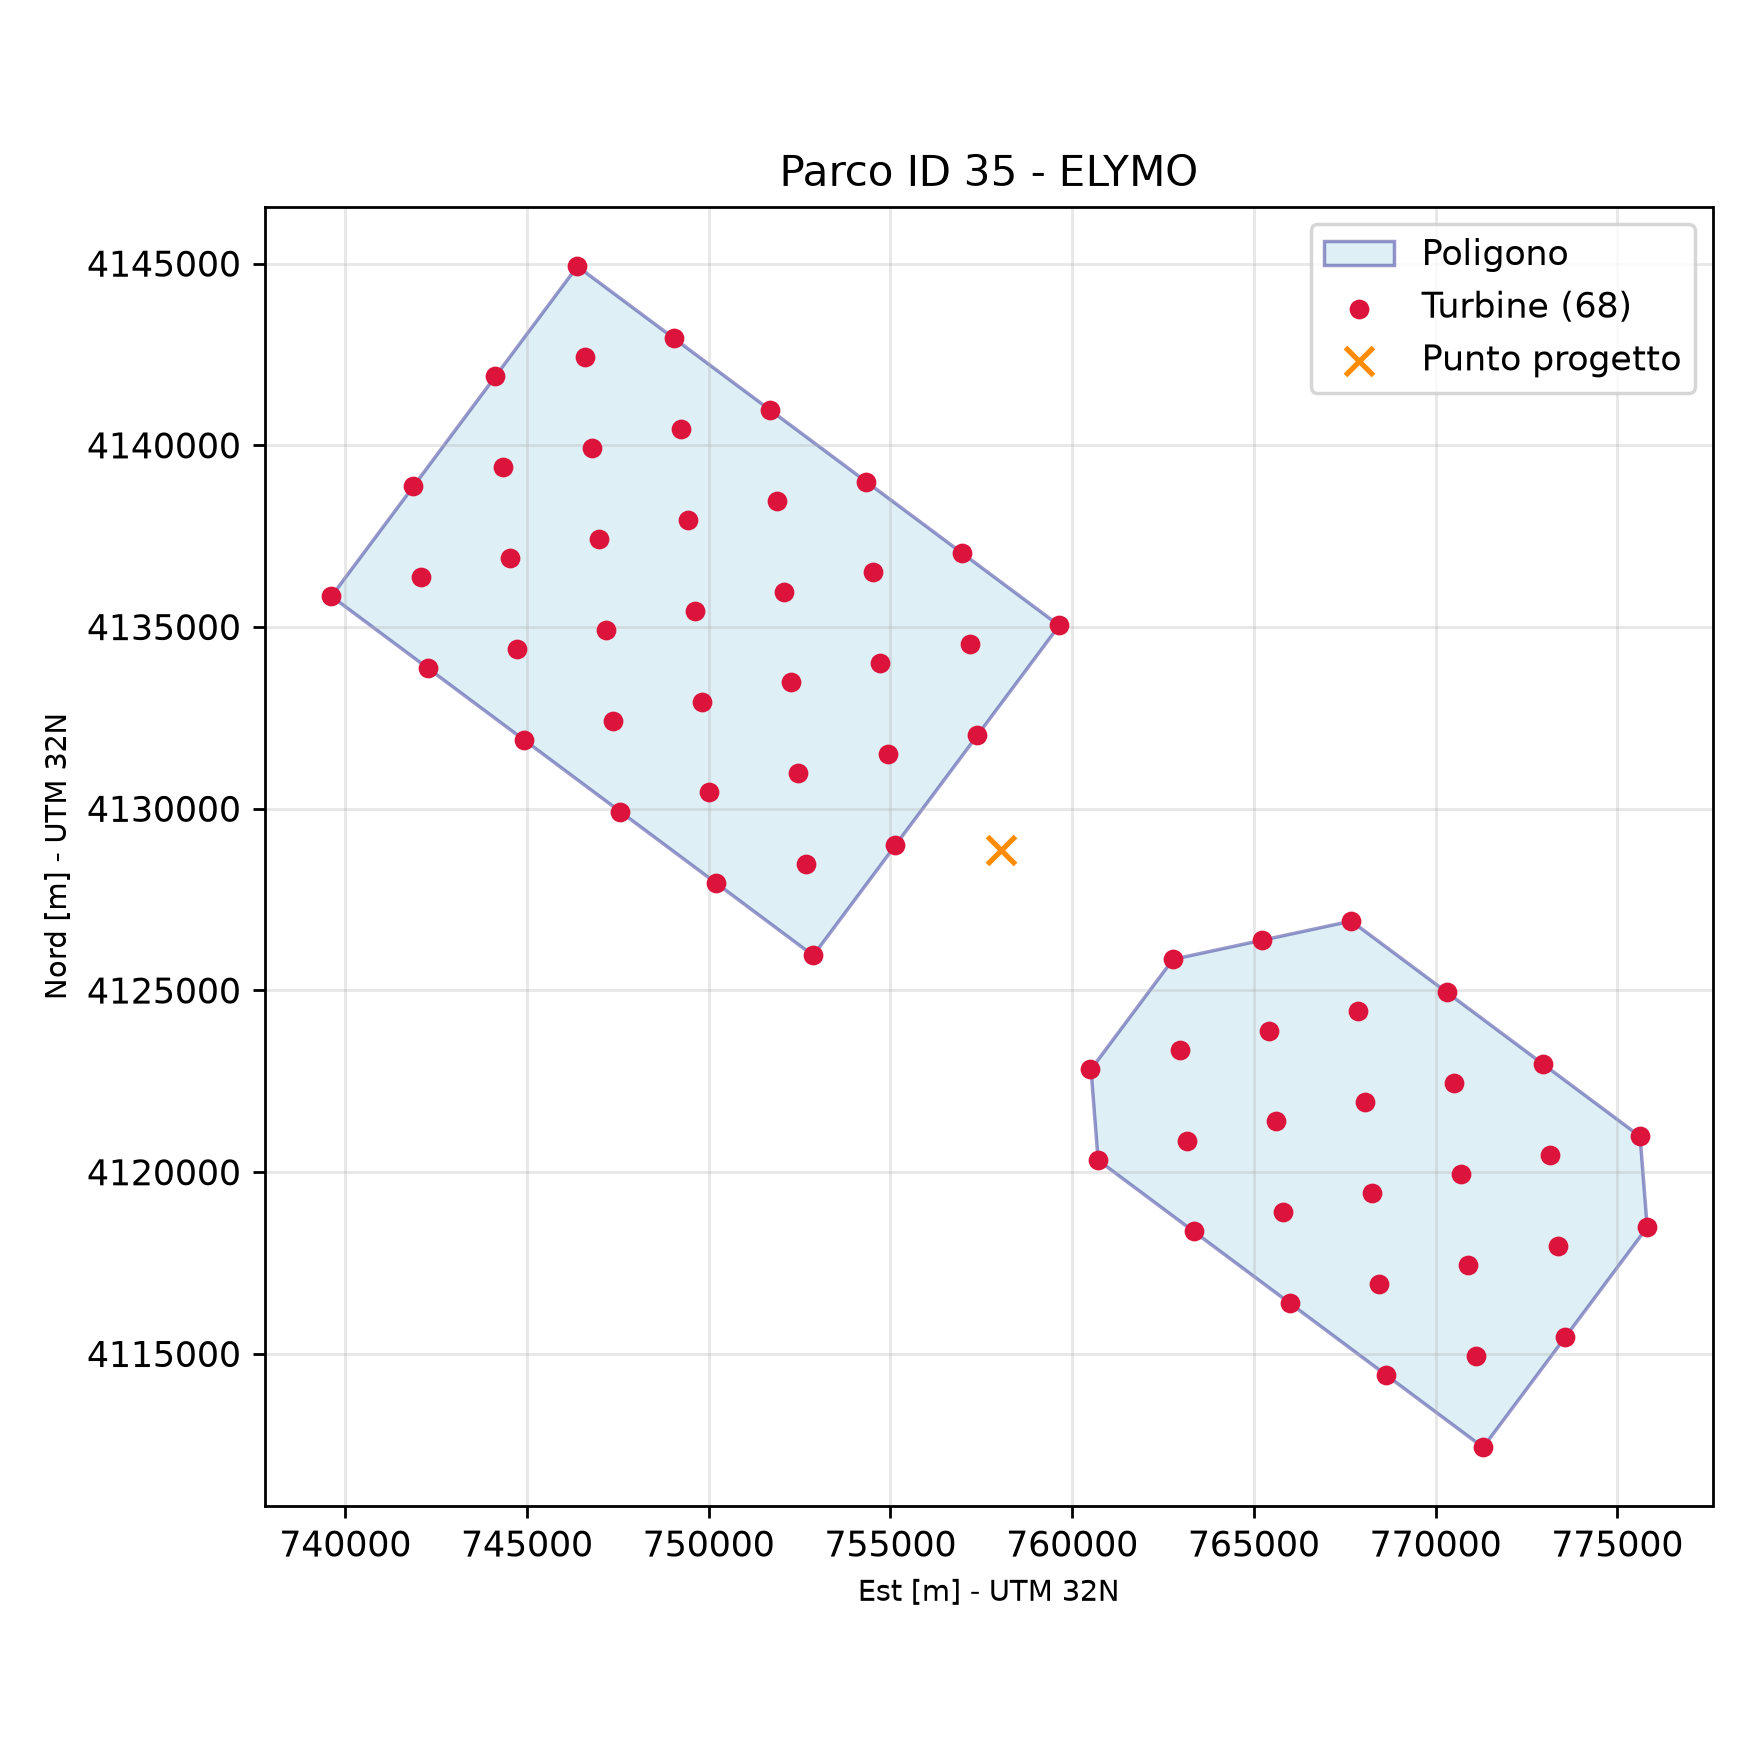 Parco ID 35 - ELYMO
Poligono
Turbine (68)
Punto progetto
4145000
4140000
4135000
4130000
4125000
4120000
4115000
Nord [m] - UTM 32N
740000 745000 750000 755000 760000 765000 770000 775000
Est [m] - UTM 32N